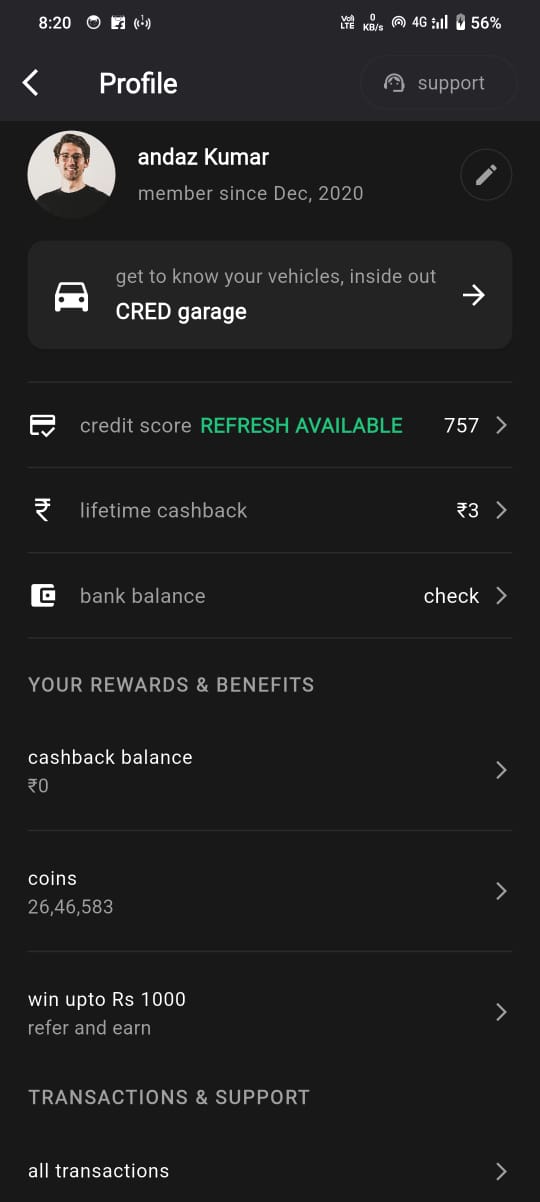 8:20
VoLTE 0 KB/s 4G 56%
Profile
support
andaz Kumar
member since Dec, 2020
get to know your vehicles, inside out
CRED garage
credit score REFRESH AVAILABLE 757
lifetime cashback ₹3
bank balance check
YOUR REWARDS & BENEFITS
cashback balance
₹0
coins
26,46,583
win upto Rs 1000
refer and earn
TRANSACTIONS & SUPPORT
all transactions